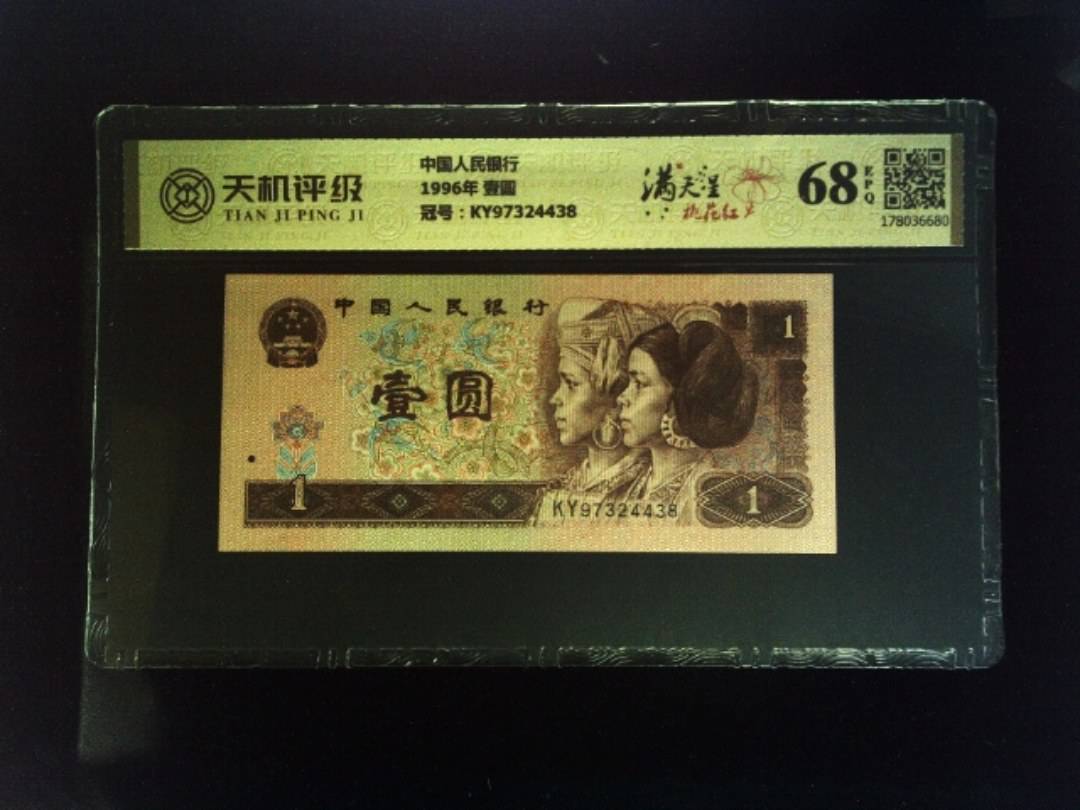 天机评级
TIAN JI PING JI
中国人民银行
1996年 壹圆
冠号：KY97324438
满天星
桃花红
68
EPQ
178036680
中国人民银行
1
壹圆
1
KY97324438
1